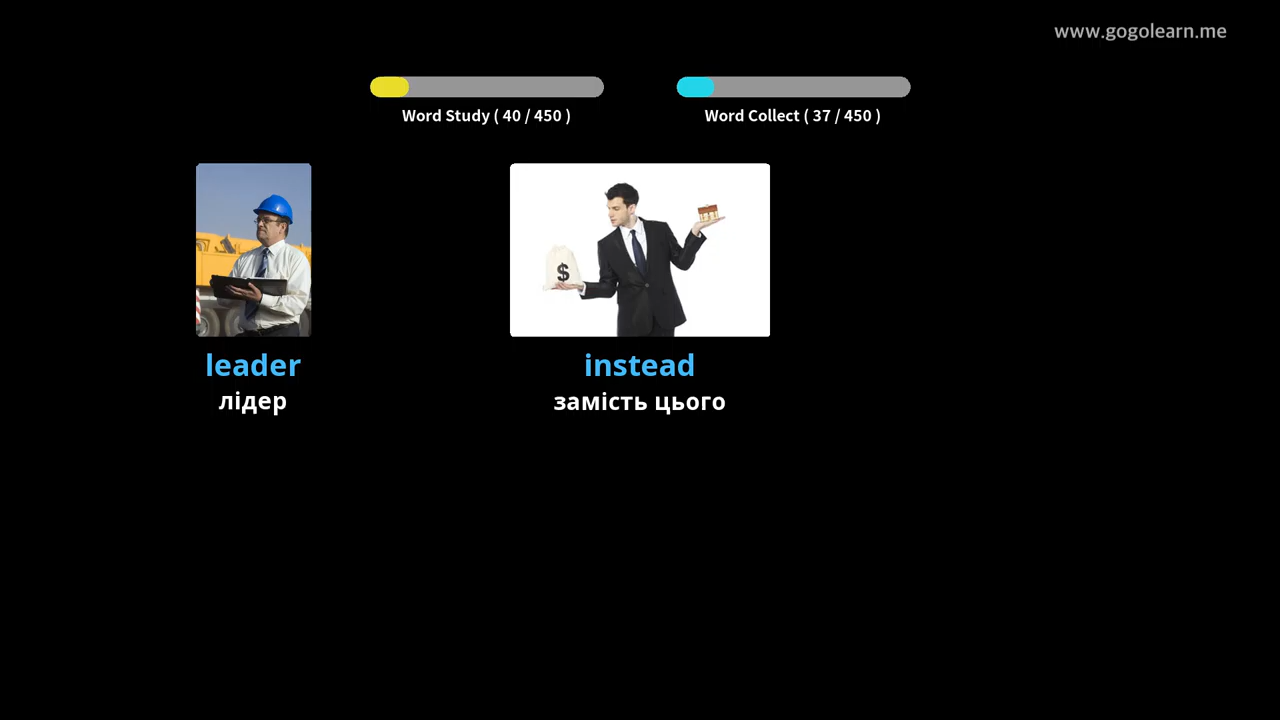 www.gogolearn.me
Word Study ( 40 / 450 )
Word Collect ( 37 / 450 )
$
leader
лідер
instead
замість цього